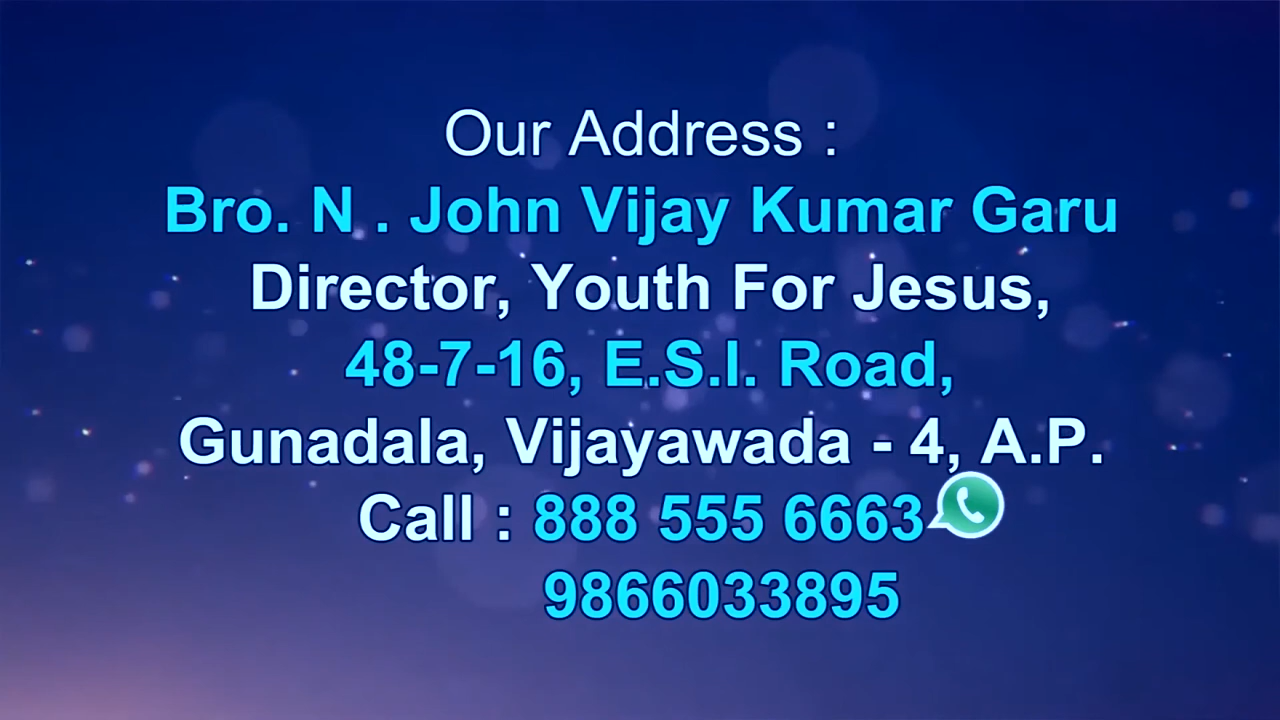 Our Address :
Bro. N . John Vijay Kumar Garu
Director, Youth For Jesus,
48-7-16, E.S.I. Road,
Gunadala, Vijayawada - 4, A.P.
Call : 888 555 6663
9866033895